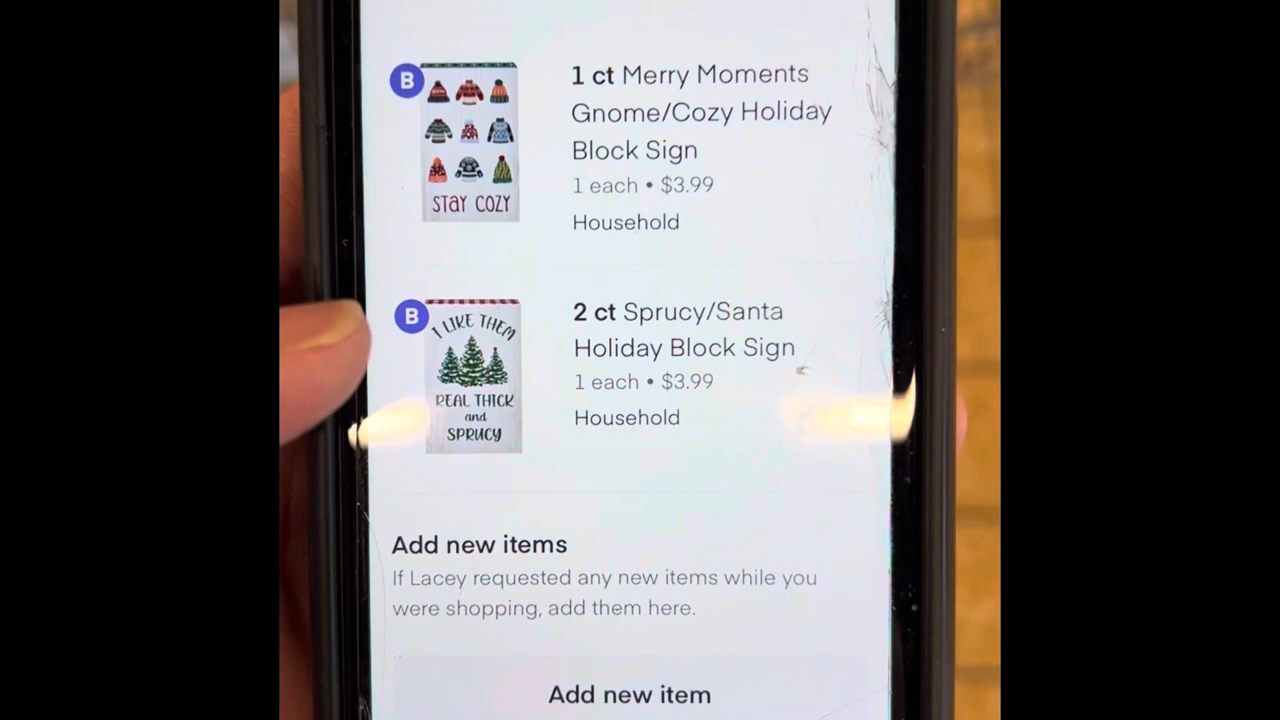 B
STAY COZY
1 ct Merry Moments
Gnome/Cozy Holiday
Block Sign
1 each • $3.99
Household
B
I LIKE THEM
REAL THICK
and
SPRUCY
2 ct Sprucy/Santa
Holiday Block Sign
1 each • $3.99
Household
Add new items
If Lacey requested any new items while you
were shopping, add them here.
Add new item